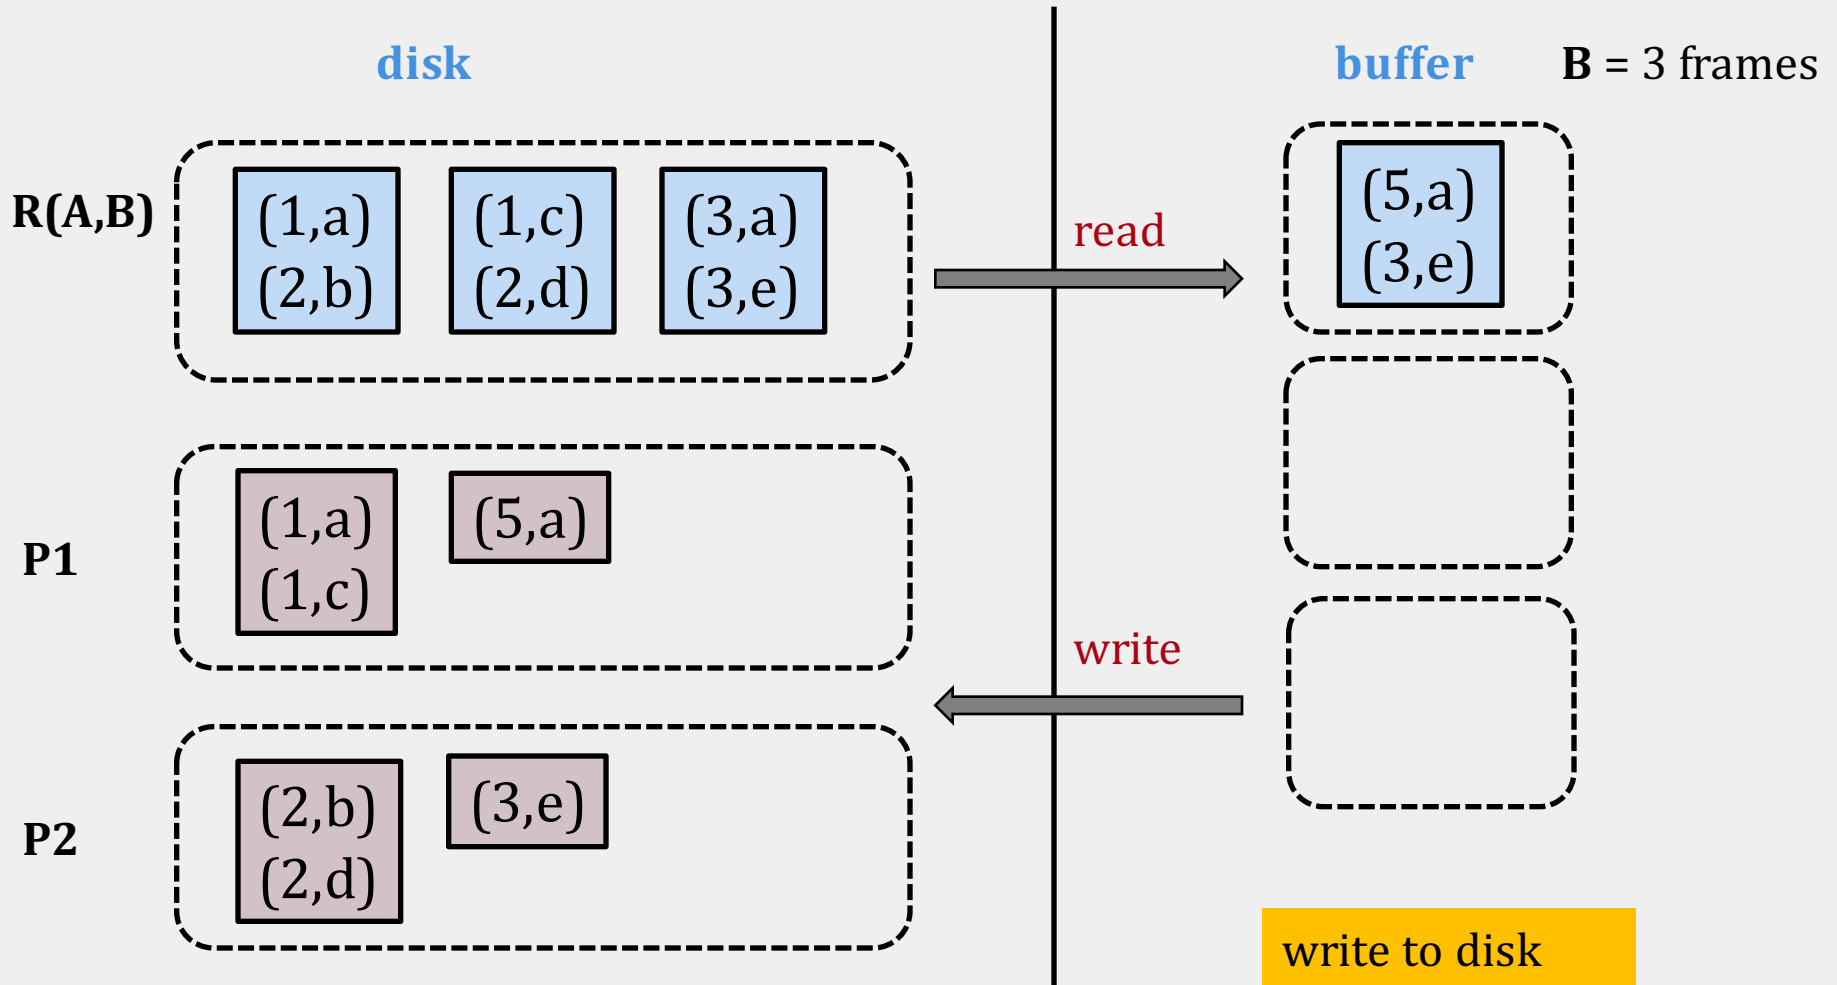 disk
buffer
B = 3 frames
R(A,B)
(1,a)
(2,b)
(1,c)
(2,d)
(3,a)
(3,e)
read
(5,a)
(3,e)
P1
(1,a)
(1,c)
(5,a)
write
P2
(2,b)
(2,d)
(3,e)
write to disk